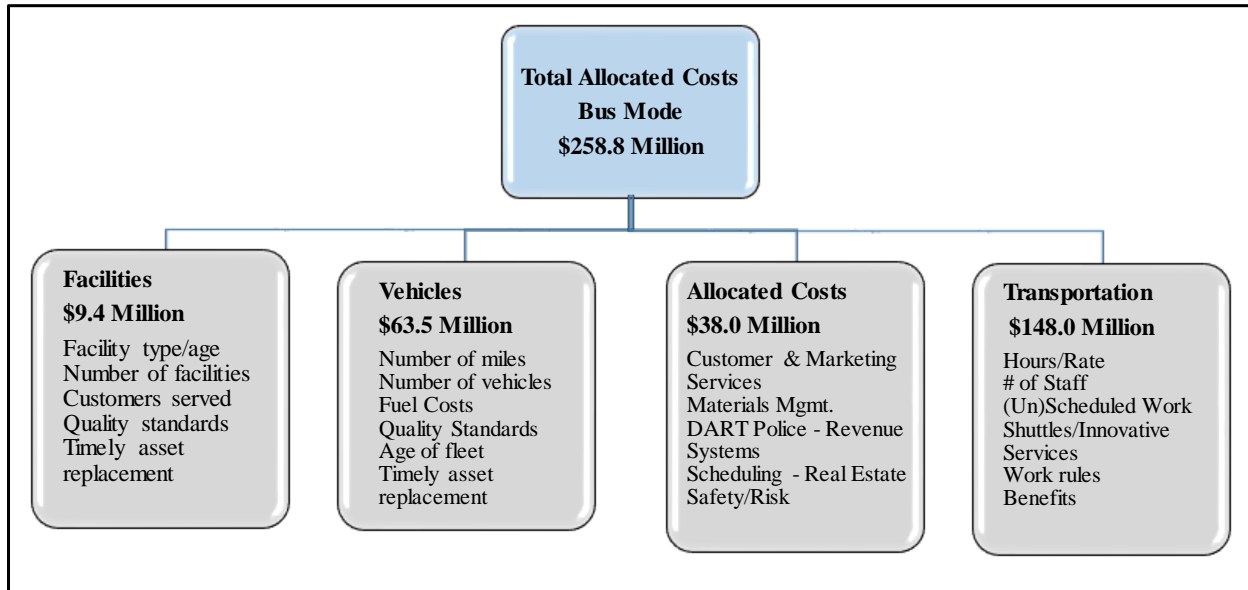 Total Allocated Costs
Bus Mode
$258.8 Million
Facilities
$9.4 Million
Facility type/age
Number of facilities
Customers served
Quality standards
Timely asset
replacement
Vehicles
$63.5 Million
Number of miles
Number of vehicles
Fuel Costs
Quality Standards
Age of fleet
Timely asset
replacement
Allocated Costs
$38.0 Million
Customer & Marketing
Services
Materials Mgmt.
DART Police - Revenue
Systems
Scheduling - Real Estate
Safety/Risk
Transportation
$148.0 Million
Hours/Rate
# of Staff
(Un)Scheduled Work
Shuttles/Innovative
Services
Work rules
Benefits